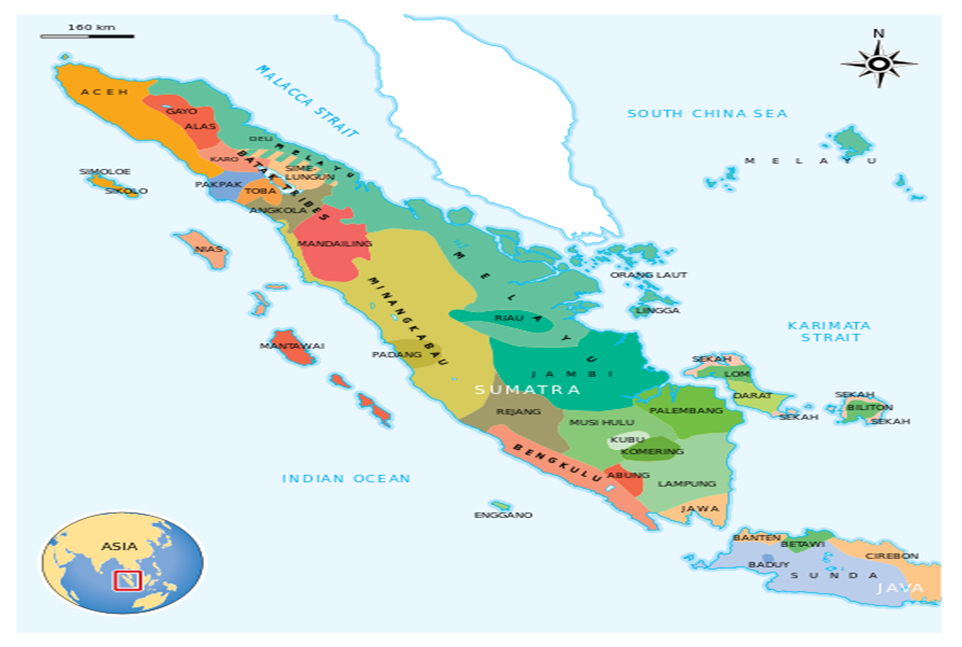 160 km
N
ACEH
MALACCA STRAIT
SOUTH CHINA SEA
GAYO
ALAS
DELI
MELAYU
MELAYU
KARO
BATAK TRIBES
SIME-
LUNGUN
SIMOLOE
SIKOLO
PAKPAK
TOBA
ANGKOLA
MANDAILING
NIAS
MELAYU
ORANG LAUT
LINGGA
MINANGKABAU
RIAU
KARIMATA
STRAIT
MANTAWAI
PADANG
JAMBI
SEKAH
LOM
SUMATRA
DARAT
SEKAH
SEKAH
BILITON
SEKAH
REJANG
PALEMBANG
MUSI HULU
KUBU
KOMERING
BENGKULU
ABUNG
LAMPUNG
INDIAN OCEAN
JAWA
ENGGANO
ASIA
BANTEN
BETAWI
CIREBON
BADUY
SUNDA
JAVA